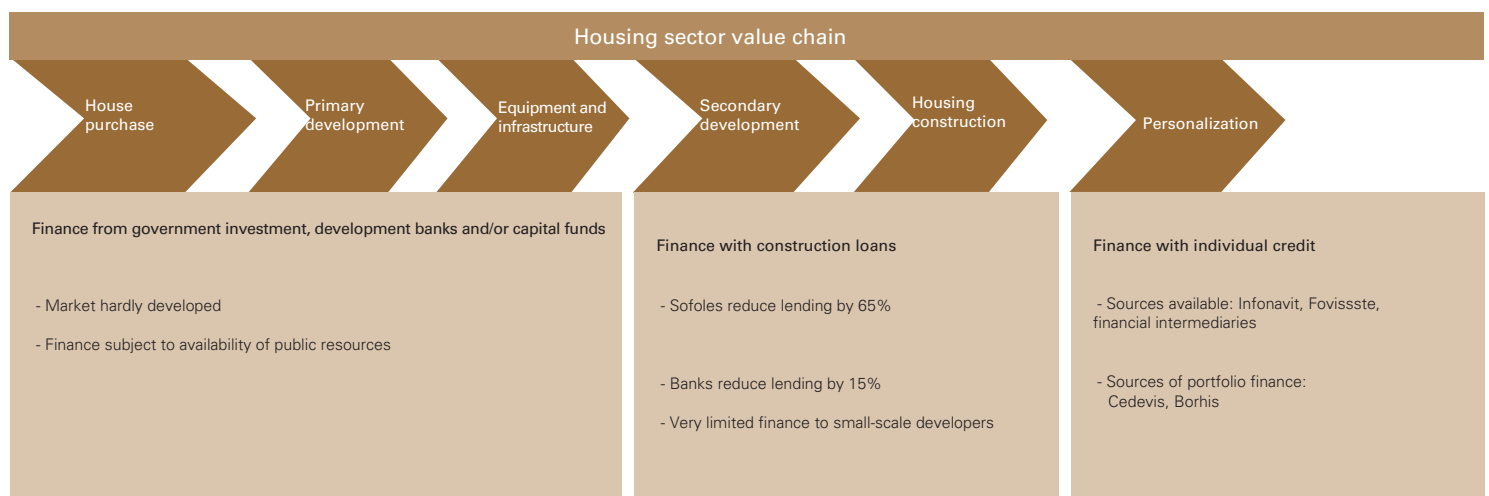 Housing sector value chain
House
purchase
Primary
development
Equipment and
infrastructure
Secondary
development
Housing
construction
Personalization
Finance from government investment, development banks and/or capital funds
- Market hardly developed
- Finance subject to availability of public resources
Finance with construction loans
- Sofoles reduce lending by 65%
- Banks reduce lending by 15%
- Very limited finance to small-scale developers
Finance with individual credit
- Sources available: Infonavit, Fovissste,
financial intermediaries
- Sources of portfolio finance:
Cedevis, Borhis